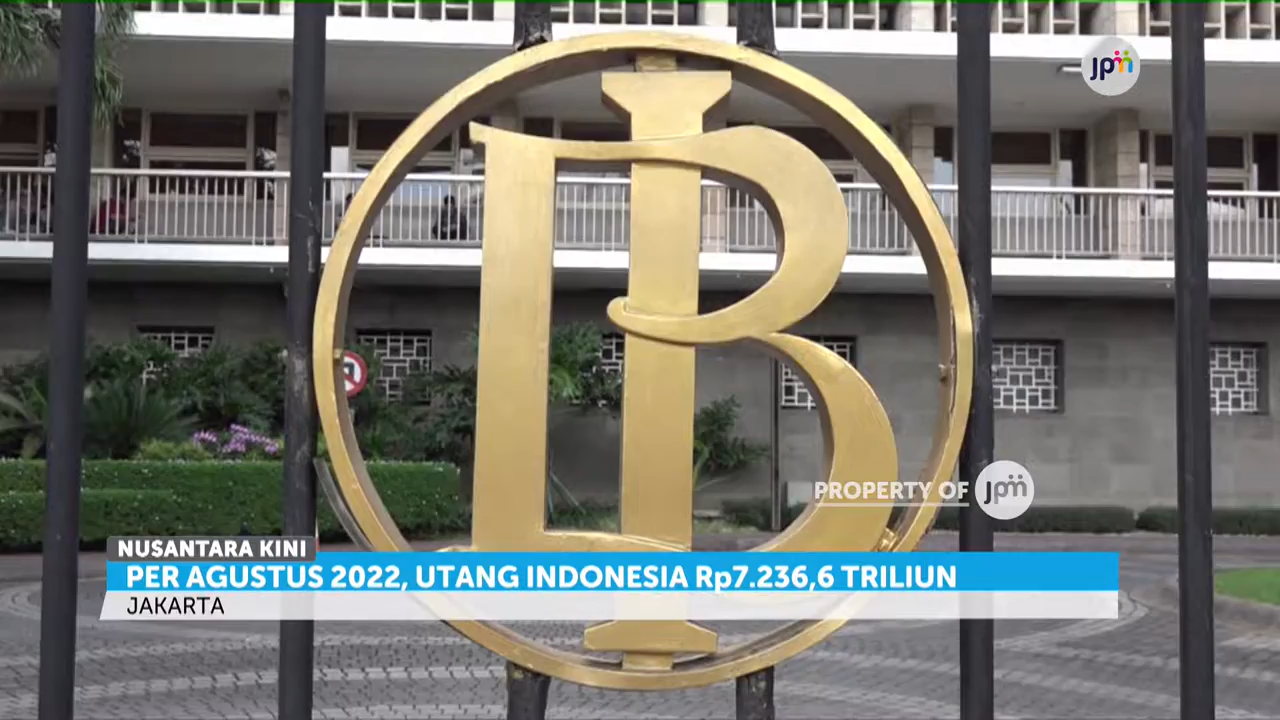 jpm
PROPERTY OF jpm
NUSANTARA KINI
PER AGUSTUS 2022, UTANG INDONESIA Rp7.236,6 TRILIUN
JAKARTA